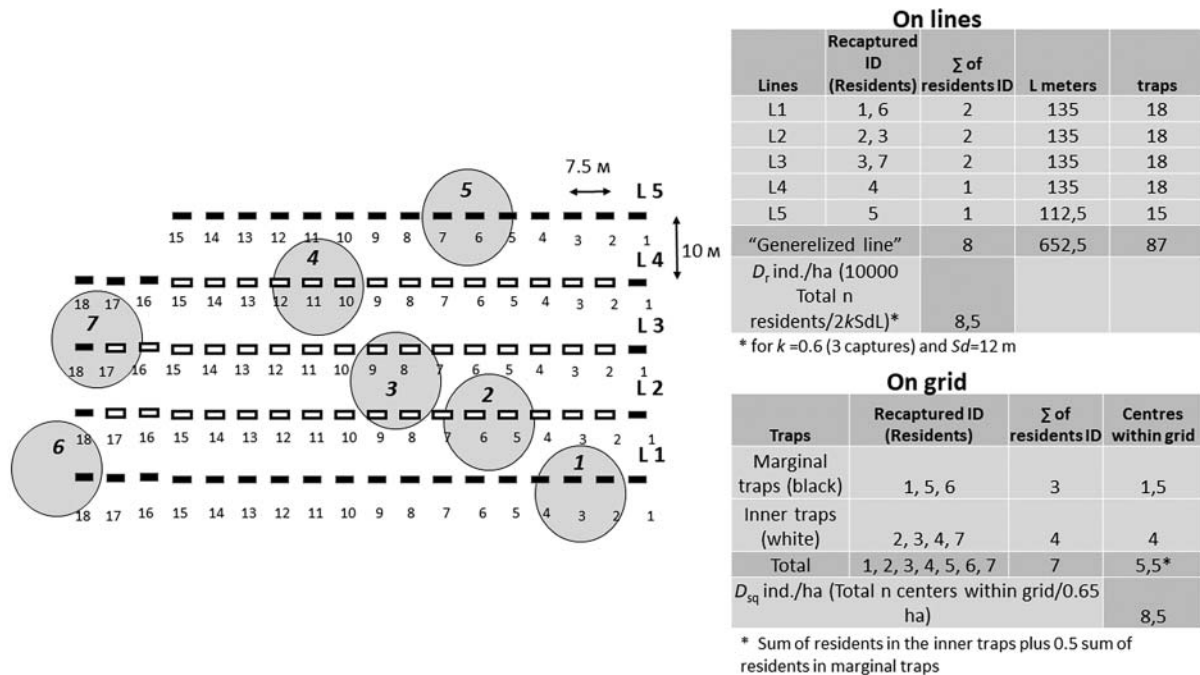 7.5 м
5
L 5
15 14 13 12 11 10 9 8 7 6 5 4 3 2 1
10 м
4
L 4
18 17 16 15 14 13 12 11 10 9 8 7 6 5 4 3 2 1
7
L 3
18 17 16 15 14 13 12 11 10 9 8 7 6 5 4 3 2 1
3
2
L 2
18 17 16 15 14 13 12 11 10 9 8 7 6 5 4 3 2 1
6
1
L 1
18 17 16 15 14 13 12 11 10 9 8 7 6 5 4 3 2 1
On lines
Lines Recaptured ID (Residents) ∑ of residents ID L meters traps
L1 1, 6 2 135 18
L2 2, 3 2 135 18
L3 3, 7 2 135 18
L4 4 1 135 18
L5 5 1 112,5 15
“Generelized line” 8 652,5 87
D_r ind./ha (10000
Total n
residents/2kSdL)* 8,5
* for k =0.6 (3 captures) and Sd=12 m
On grid
Traps Recaptured ID (Residents) ∑ of residents ID Centres within grid
Marginal
traps (black) 1, 5, 6 3 1,5
Inner traps
(white) 2, 3, 4, 7 4 4
Total 1, 2, 3, 4, 5, 6, 7 7 5,5*
D_sq ind./ha (Total n centers within grid/0.65
ha) 8,5
* Sum of residents in the inner traps plus 0.5 sum of
residents in marginal traps